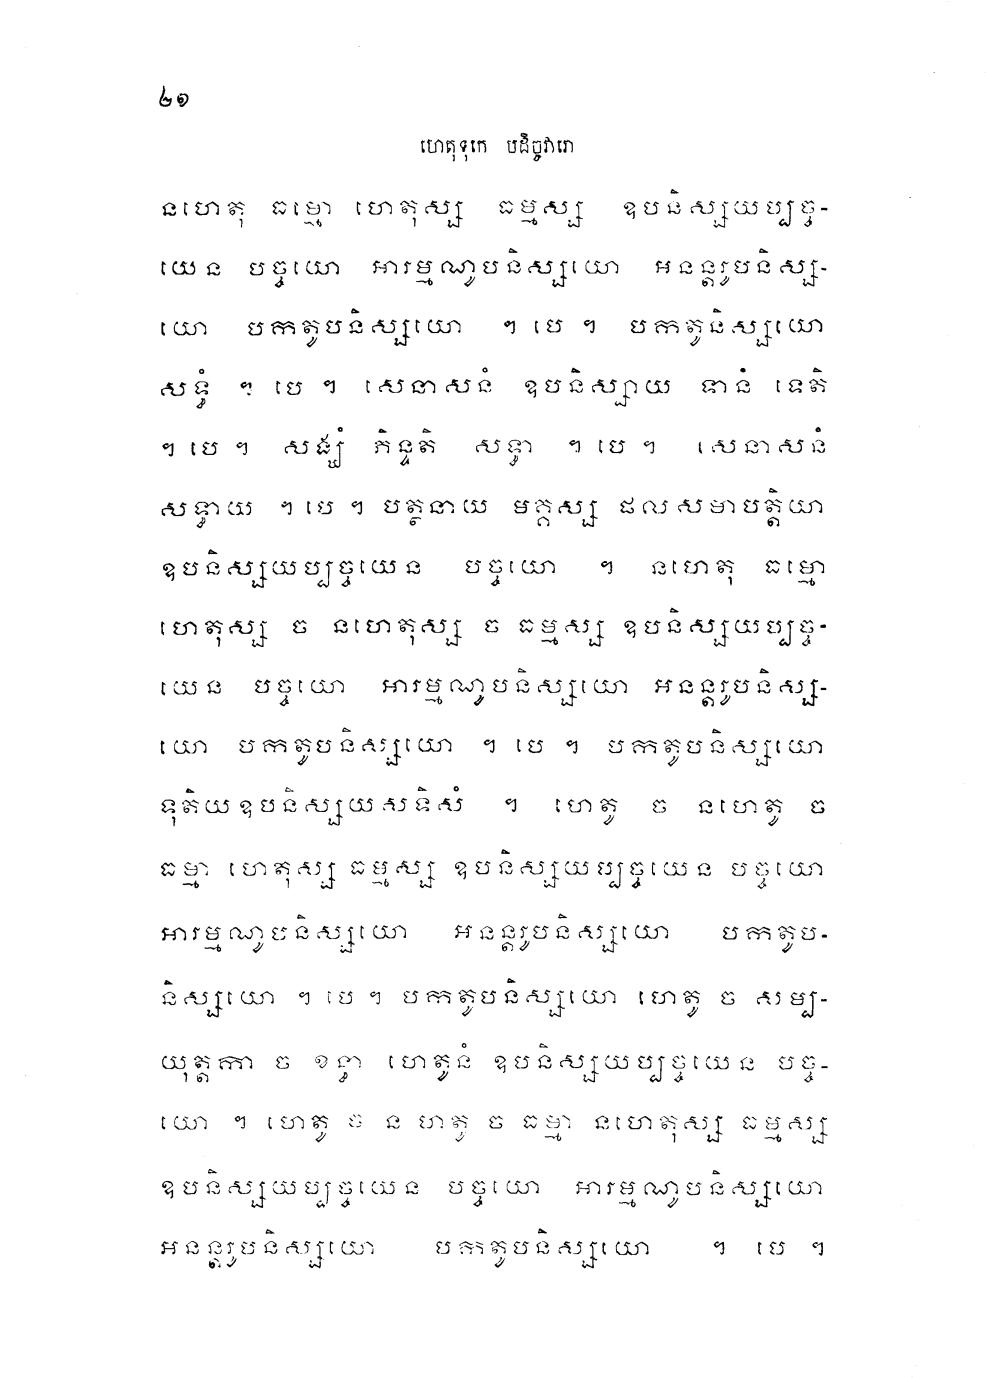 ៤១
ហេតុទុកេ បដិច្ចវារោ
នហេតុ ធម្មោ ហេតុស្ស ធម្មស្ស ឧបនិស្សយប្បច្ច-
យេន បច្ចយោ អារម្មណូបនិស្សយោ អនន្តរូបនិស្ស-
យោ បកតូបនិស្សយោ ។ បេ ។ បកតូនិស្សយោ
សទ្ធំ ។ បេ ។ សេនាសនំ ឧបនិស្សាយ ទានំ ទេតិ
។ បេ ។ សង្ឃំ ភិន្ទតិ សទ្ធា ។ បេ ។ សេនាសនំ
សទ្ធាយ ។ បេ ។ បត្ថនាយ មគ្គស្ស ផលសមាបត្តិយា
ឧបនិស្សយប្បច្ចយេន បច្ចយោ ។ នហេតុ ធម្មោ
ហេតុស្ស ច នហេតុស្ស ច ធម្មស្ស ឧបនិស្សយប្បច្ច-
យេន បច្ចយោ អារម្មណូបនិស្សយោ អនន្តរូបនិស្ស-
យោ បកតូបនិស្សយោ ។ បេ ។ បកតូបនិស្សយោ
ទុតិយឧបនិស្សយសទិសំ ។ ហេតូ ច នហេតូ ច
ធម្មា ហេតុស្ស ធម្មស្ស ឧបនិស្សយប្បច្ចយេន បច្ចយោ
អារម្មណូបនិស្សយោ អនន្តរូបនិស្សយោ បកតូប-
និស្សយោ ។ បេ ។ បកតូបនិស្សយោ ហេតូ ច សម្ប-
យុត្តកា ច ខន្ធា ហេតូនំ ឧបនិស្សយប្បច្ចយេន បច្ច-
យោ ។ ហេតូ ច ន ហតូ ច ធម្មា នហេតុស្ស ធម្មស្ស
ឧបនិស្សយប្បច្ចយេន បច្ចយោ អារម្មណូបនិស្សយោ
អនន្តរូបនិស្សយោ បកតូបនិស្សយោ ។ បេ ។